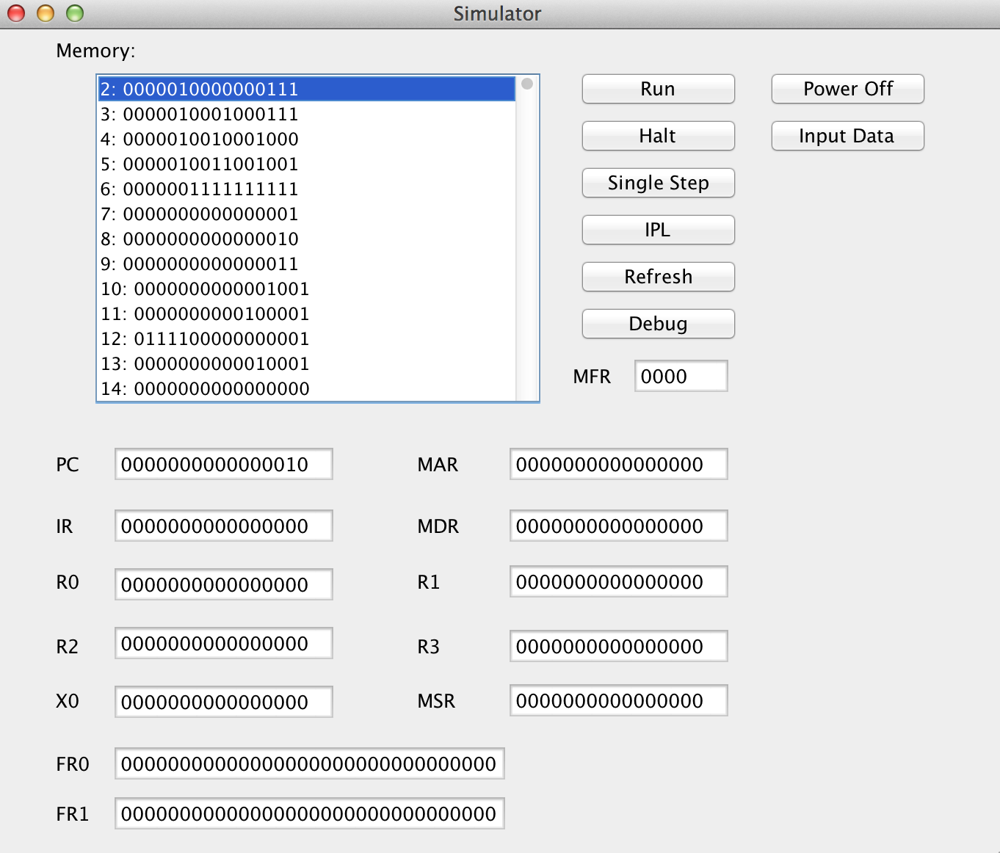 Simulator
Memory:
2: 0000010000000111
3: 0000010001000111
4: 0000010010001000
5: 0000010011001001
6: 0000001111111111
7: 0000000000000001
8: 0000000000000010
9: 0000000000000011
10: 0000000000001001
11: 0000000000100001
12: 0111100000000001
13: 0000000000010001
14: 0000000000000000
Run
Power Off
Halt
Input Data
Single Step
IPL
Refresh
Debug
MFR 0000
PC 0000000000000010 MAR 0000000000000000
IR 0000000000000000 MDR 0000000000000000
R0 0000000000000000 R1 0000000000000000
R2 0000000000000000 R3 0000000000000000
X0 0000000000000000 MSR 0000000000000000
FR0 00000000000000000000000000000000
FR1 00000000000000000000000000000000